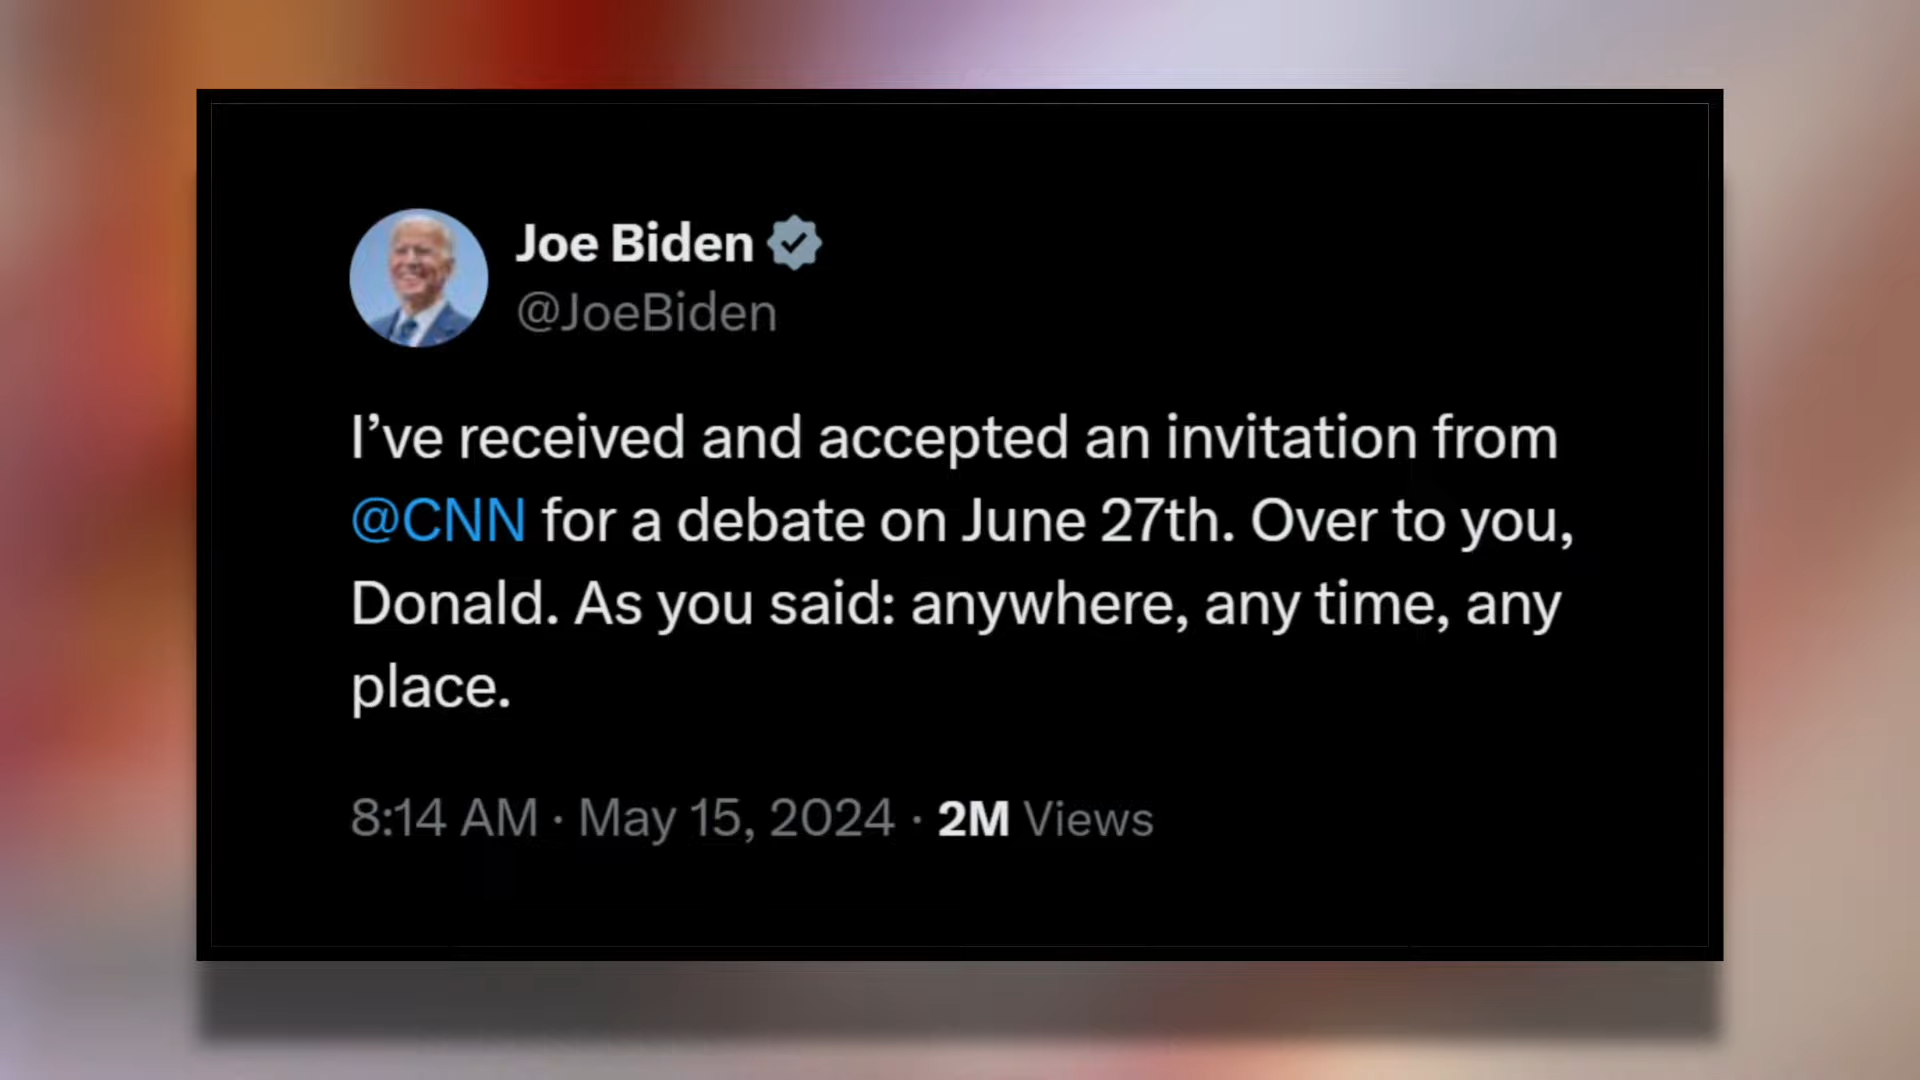 Joe Biden
@JoeBiden
I’ve received and accepted an invitation from
@CNN for a debate on June 27th. Over to you,
Donald. As you said: anywhere, any time, any
place.
8:14 AM · May 15, 2024 · 2M Views